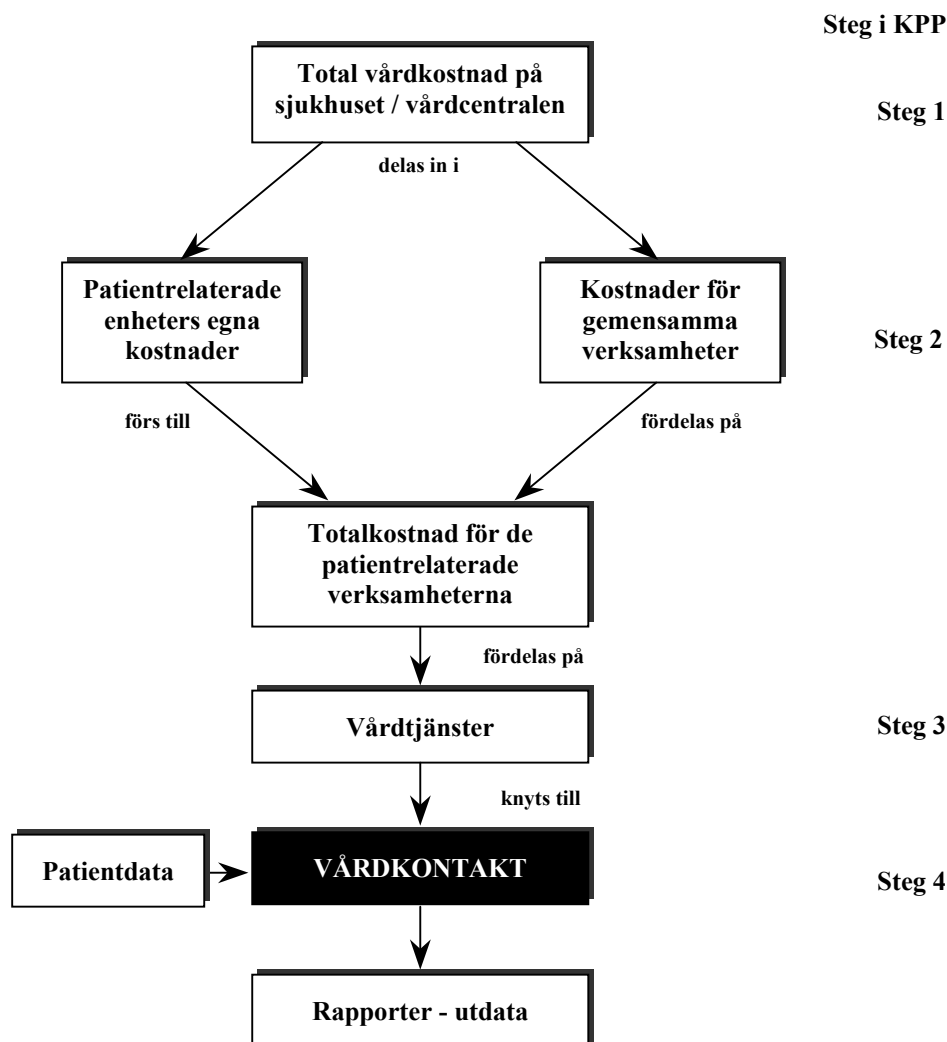 Steg i KPP
Total vårdkostnad på
sjukhuset / vårdcentralen
Steg 1
delas in i
Patientrelaterade
enheters egna
kostnader
Kostnader för
gemensamma
verksamheter
Steg 2
förs till
fördelas på
Totalkostnad för de
patientrelaterade
verksamheterna
fördelas på
Vårdtjänster
Steg 3
knyts till
Patientdata
VÅRDKONTAKT
Steg 4
Rapporter - utdata